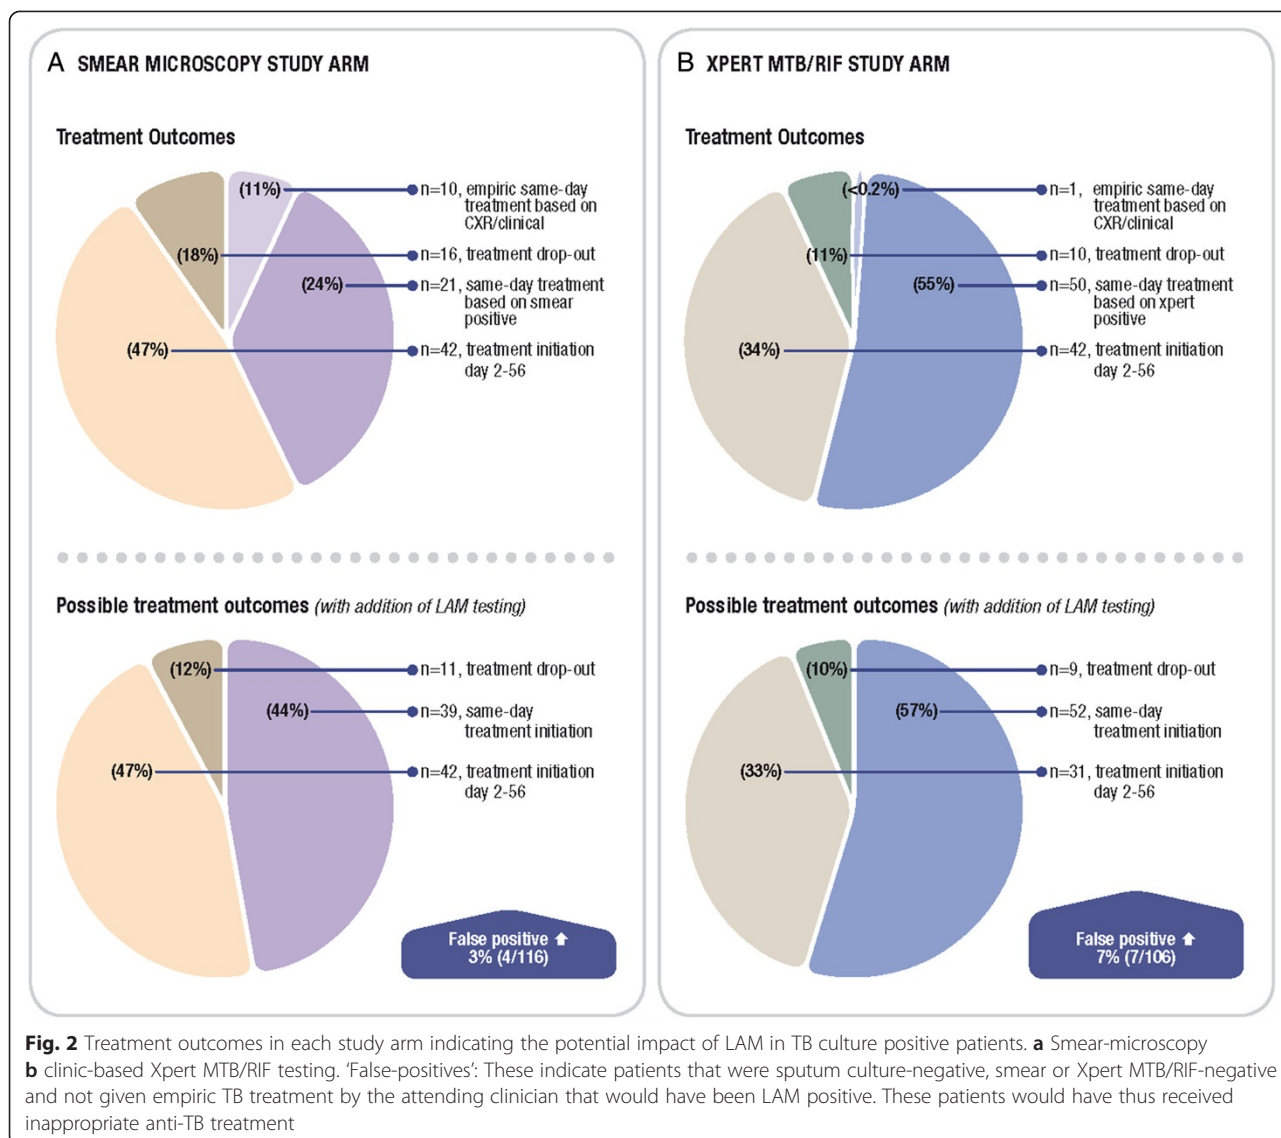 A SMEAR MICROSCOPY STUDY ARM
Treatment Outcomes
(11%)
n=10, empiric same-day
treatment based on
CXR/clinical
(18%)
n=16, treatment drop-out
(24%)
n=21, same-day treatment
based on smear
positive
(47%)
n=42, treatment initiation
day 2-56
Possible treatment outcomes (with addition of LAM testing)
(12%)
n=11, treatment drop-out
(44%)
n=39, same-day
treatment initiation
(47%)
n=42, treatment initiation
day 2-56
False positive ⬆
3% (4/116)
B XPERT MTB/RIF STUDY ARM
Treatment Outcomes
(<0.2%)
n=1, empiric same-day
treatment based on
CXR/clinical
(11%)
n=10, treatment drop-out
(55%)
n=50, same-day treatment
based on xpert
positive
(34%)
n=42, treatment initiation
day 2-56
Possible treatment outcomes (with addition of LAM testing)
(10%)
n=9, treatment drop-out
(57%)
n=52, same-day
treatment initiation
(33%)
n=31, treatment initiation
day 2-56
False positive ⬆
7% (7/106)
Fig. 2 Treatment outcomes in each study arm indicating the potential impact of LAM in TB culture positive patients. a Smear-microscopy
b clinic-based Xpert MTB/RIF testing. ‘False-positives’: These indicate patients that were sputum culture-negative, smear or Xpert MTB/RIF-negative
and not given empiric TB treatment by the attending clinician that would have been LAM positive. These patients would have thus received
inappropriate anti-TB treatment